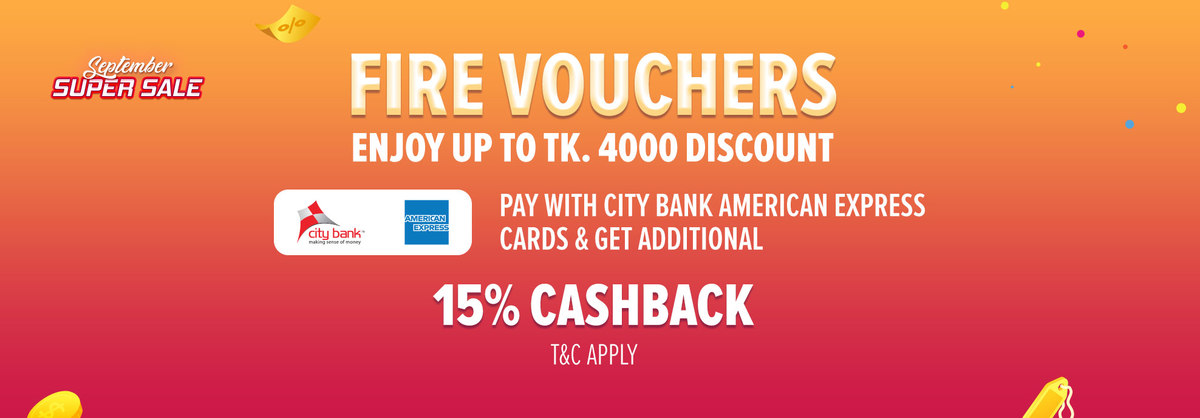 September
SUPER SALE
%
FIRE VOUCHERS
ENJOY UP TO TK. 4000 DISCOUNT
city bank
making sense of money
AMERICAN
EXPRESS
PAY WITH CITY BANK AMERICAN EXPRESS
CARDS & GET ADDITIONAL
15% CASHBACK
T&C APPLY